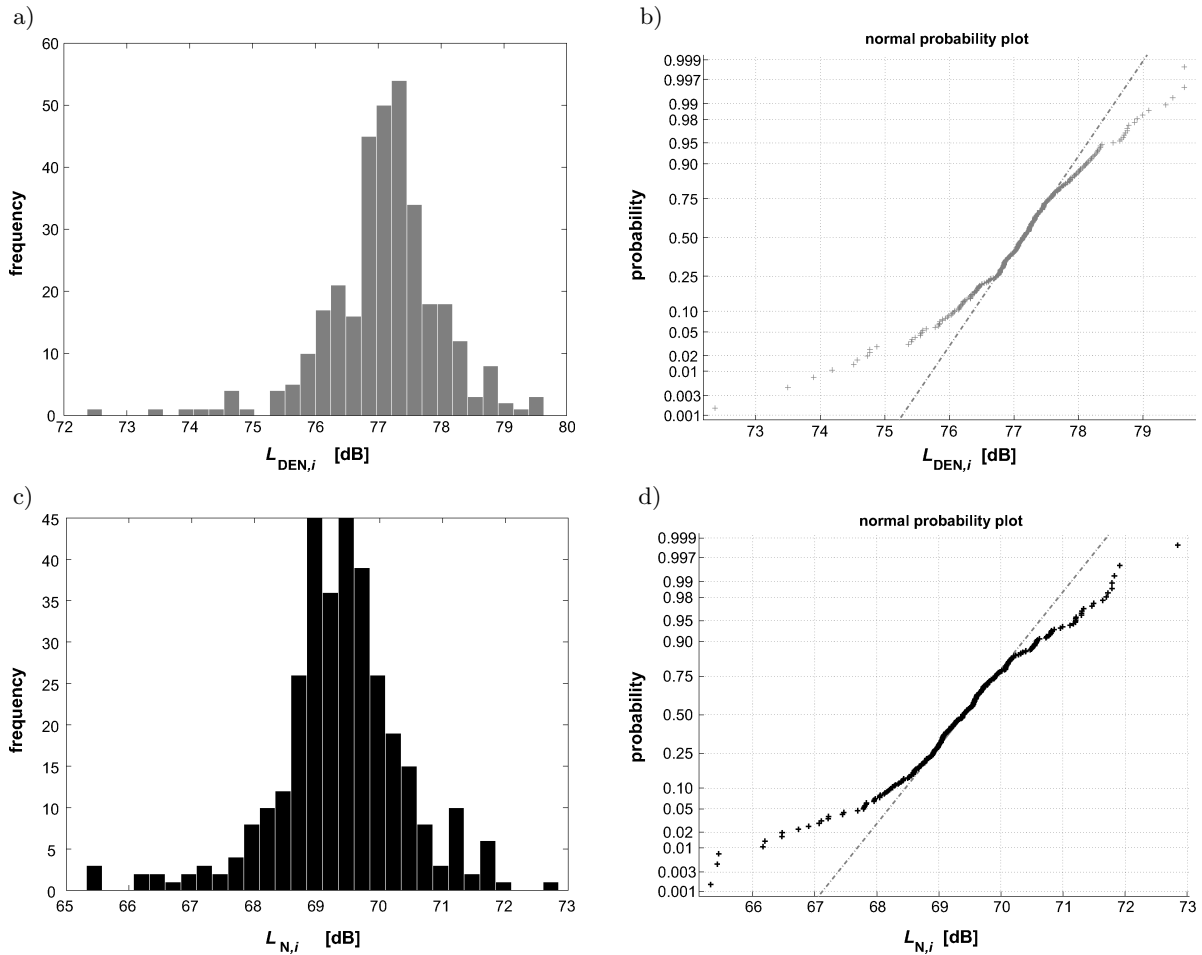 a)
60
50
40
30
20
10
0
frequency
72 73 74 75 76 77 78 79 80
L DEN,i [dB]
b)
normal probability plot
0.999
0.997
0.99
0.98
0.95
0.90
0.75
0.50
0.25
0.10
0.05
0.02
0.01
0.003
0.001
probability
73 74 75 76 77 78 79
L DEN,i [dB]
c)
45
40
35
30
25
20
15
10
5
0
frequency
65 66 67 68 69 70 71 72 73
L N,i [dB]
d)
normal probability plot
0.999
0.997
0.99
0.98
0.95
0.90
0.75
0.50
0.25
0.10
0.05
0.02
0.01
0.003
0.001
probability
66 67 68 69 70 71 72 73
L N,i [dB]